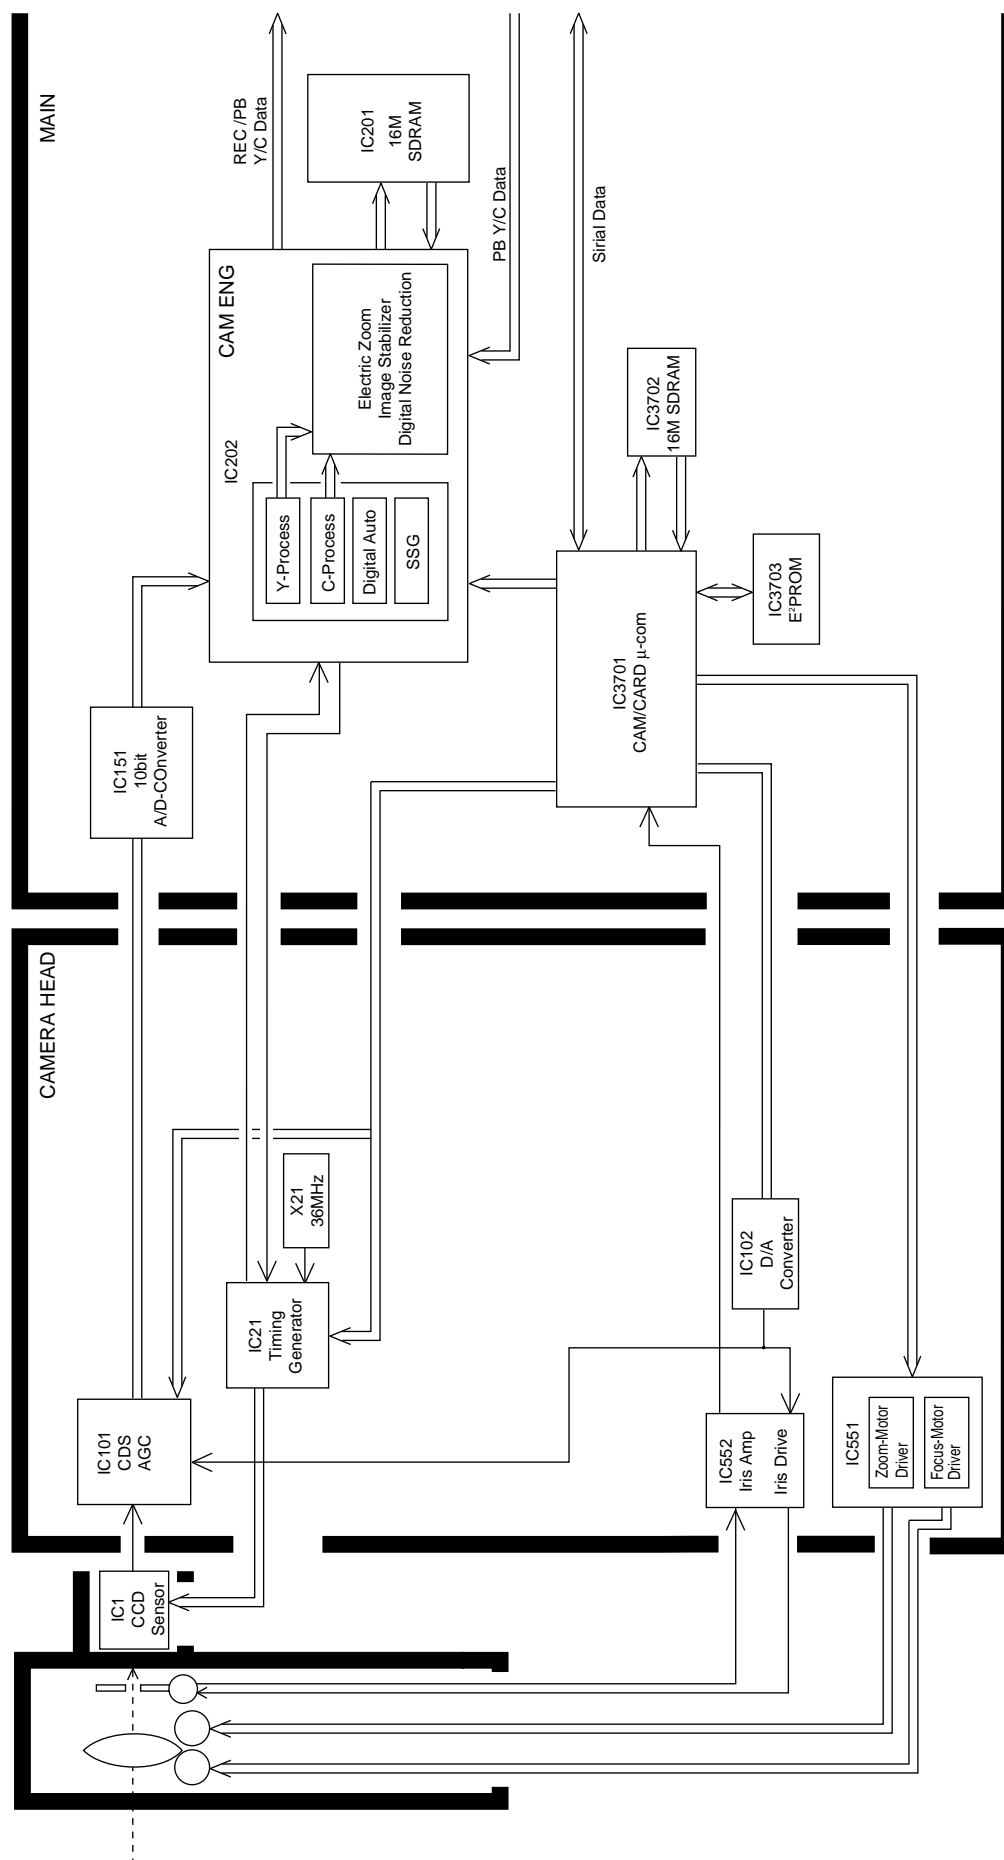 MAIN
REC /PB
Y/C Data
IC201
16M
SDRAM
PB Y/C Data
Sirial Data
CAM ENG
IC202
Electric Zoom
Image Stabilizer
Digital Noise Reduction
Y-Process
C-Process
Digital Auto
SSG
IC3702
16M SDRAM
IC3703
E²PROM
IC3701
CAM/CARD µ-com
IC151
10bit
A/D-COnverter
CAMERA HEAD
X21
36MHz
IC21
Timing
Generator
IC102
D/A
Converter
IC101
CDS
AGC
IC552
Iris Amp
Iris Drive
IC551
Zoom-Motor
Driver
Focus-Motor
Driver
IC1
CCD
Sensor